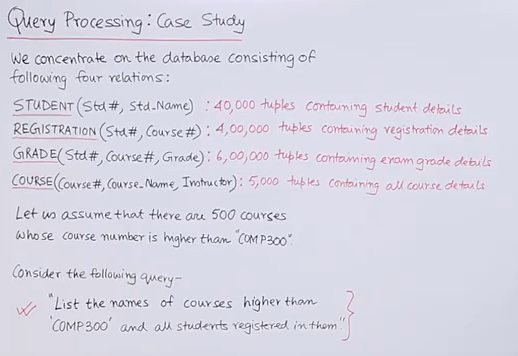 Query Processing: Case Study
We concentrate on the database consisting of
following four relations:
STUDENT (Std#, Std_Name) : 40,000 tuples containing student details
REGISTRATION (Std#, Course#) : 4,00,000 tuples containing registration details
GRADE (Std#, Course#, Grade) : 6,00,000 tuples containing exam grade details
COURSE (Course#, Course_Name, Instructor) : 5,000 tuples containing all course details
Let us assume that there are 500 courses
whose course number is higher than "COMP300".
Consider the following query-
"List the names of courses higher than
'COMP300' and all students registered in them."